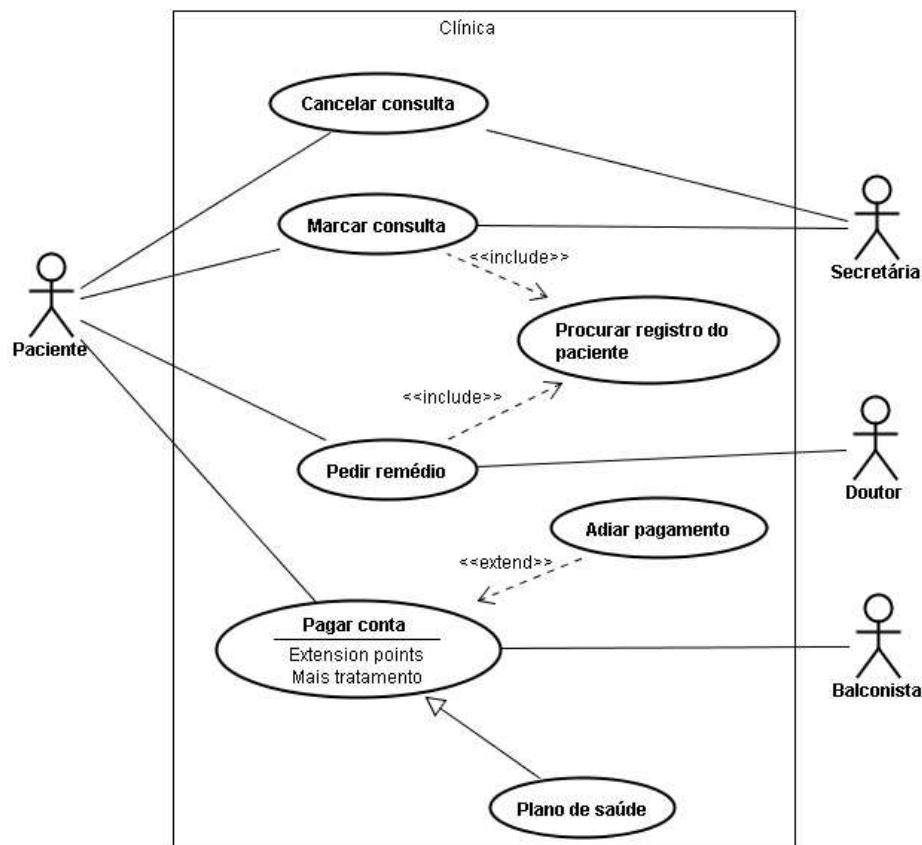 Clínica
Cancelar consulta
Marcar consulta
<<include>>
Secretária
Procurar registro do
paciente
Paciente
<<include>>
Pedir remédio
Doutor
Adiar pagamento
<<extend>>
Pagar conta
Extension points
Mais tratamento
Balconista
Plano de saúde